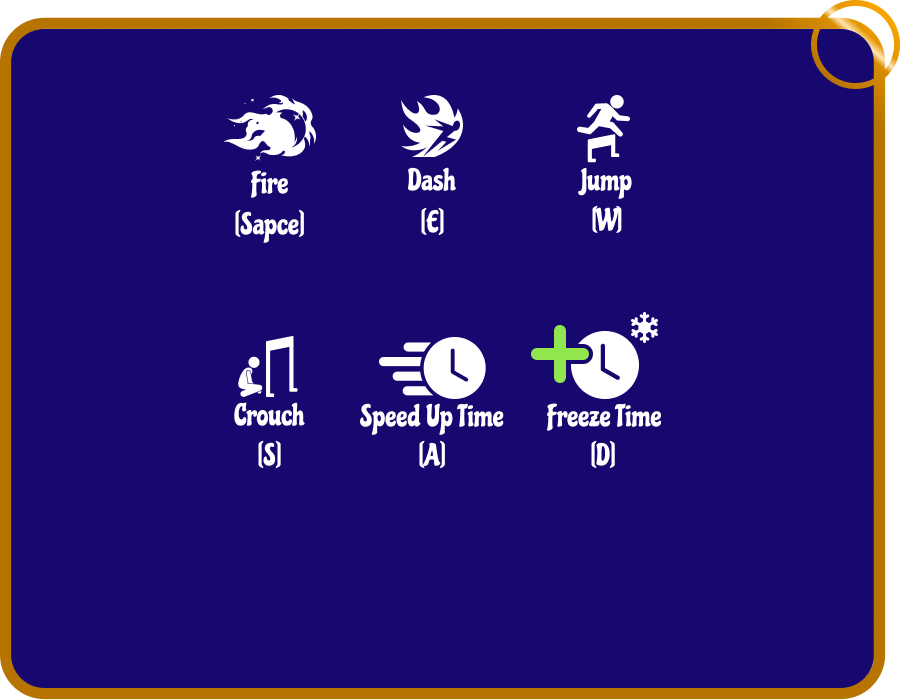 Fire
Dash
Jump
(Sapce)
(E)
(W)
Crouch
Speed Up Time
Freeze Time
(S)
(A)
(D)